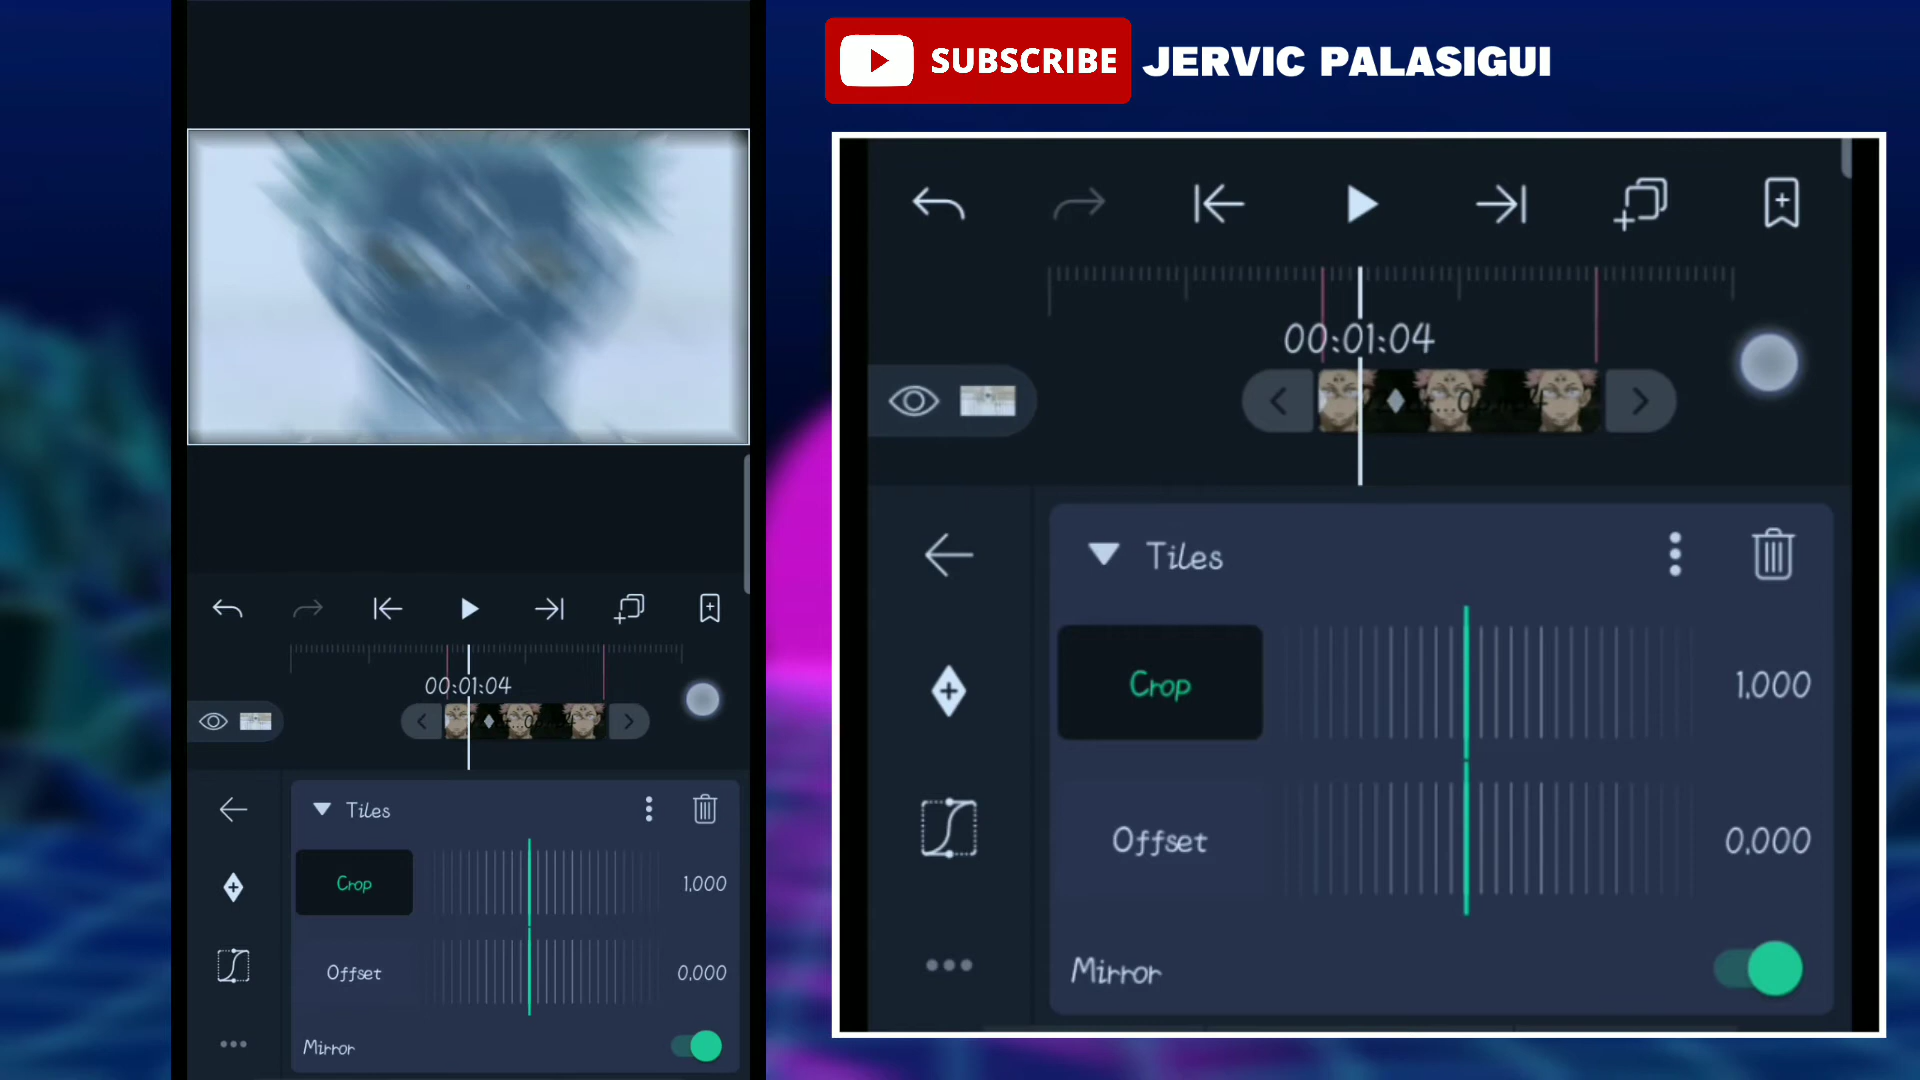 SUBSCRIBE JERVIC PALASIGUI
00:01:04
Tiles
Crop
1.000
Offset
0.000
Mirror
00:01:04
Tiles
Crop
1.000
Offset
0.000
Mirror